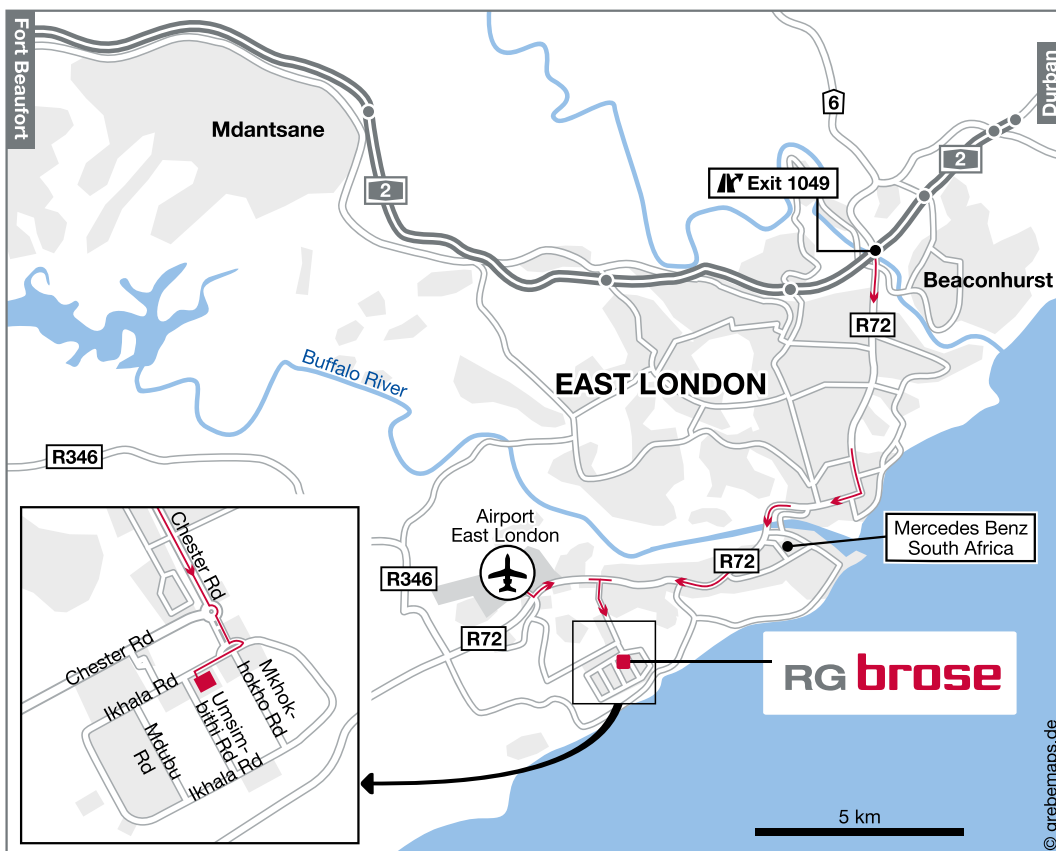 Fort Beaufort
Durban
Mdantsane
6
2
2
Exit 1049
Beaconhurst
R72
Buffalo River
EAST LONDON
R346
Airport
East London
Mercedes Benz
South Africa
R72
R346
R72
RG brose
Chester Rd
Chester Rd
Ikhala Rd
Mkhok-
hokho Rd
Umsim-
bithi Rd
Mdubu
Rd
Ikhala Rd
5 km
© grebemaps.de